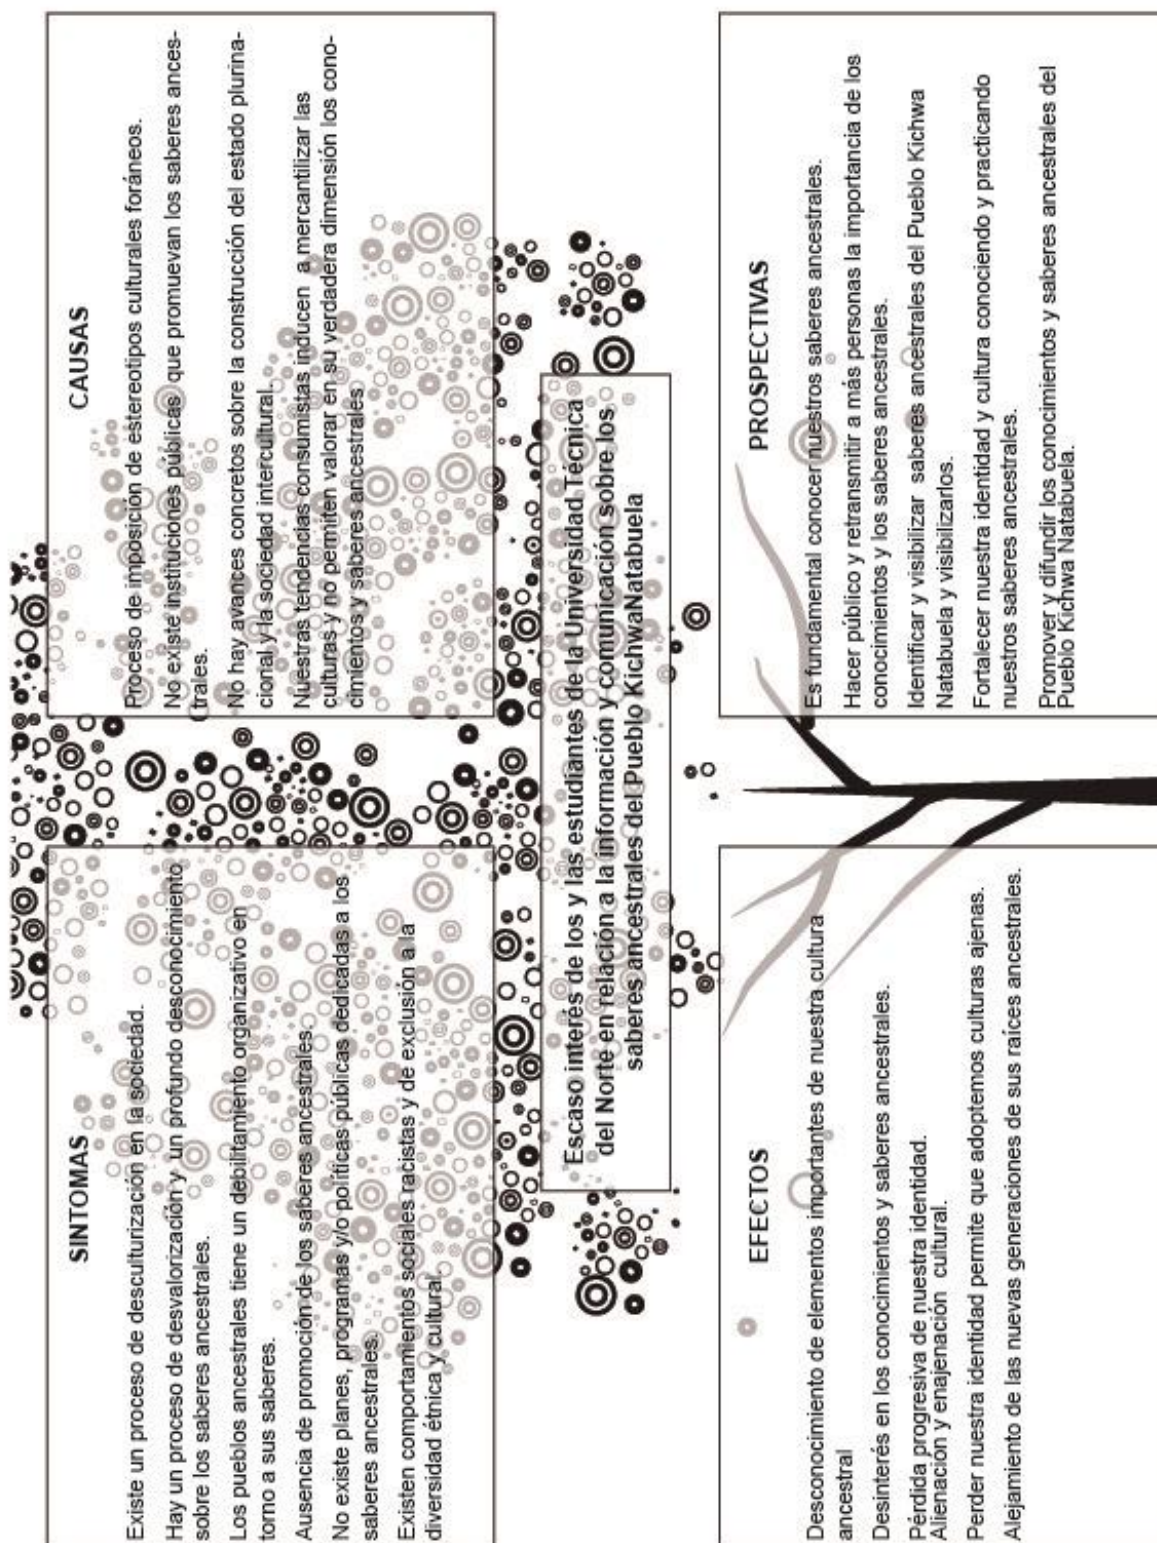 SINTOMAS
Existe un proceso de desculturización en la sociedad.
Hay un proceso de desvalorización y  un profundo desconocimiento
sobre los saberes ancestrales.
Los pueblos ancestrales tiene un debilitamiento organizativo en
torno a sus saberes.
Ausencia de promoción de los saberes ancestrales.
No existe planes, programas y/o políticas públicas dedicadas a los
saberes ancestrales.
Existen comportamientos sociales racistas y de exclusión a la
diversidad étnica y cultural
CAUSAS
Proceso de imposición de estereotipos culturales foráneos.
No existe instituciones públicas que promuevan los saberes ances-
trales.
No hay avances concretos sobre la construcción del estado plurina-
cional y la sociedad intercultural
Nuestras tendencias consumistas inducen  a mercantilizar las
culturas y no permiten valorar en su verdadera dimensión los cono-
cimientos y saberes ancestrales
Escaso interés de los y las estudiantes de la Universidad Técnica
del Norte en relación a la información y comunicación sobre los
saberes ancestrales del Pueblo KichwaNatabuela
EFECTOS
Desconocimiento de elementos importantes de nuestra cultura
ancestral
Desinterés en los conocimientos y saberes ancestrales.
Pérdida progresiva de nuestra identidad.
Alienación y enajenación  cultural.
Perder nuestra identidad permite que adoptemos culturas ajenas.
Alejamiento de las nuevas generaciones de sus raíces ancestrales.
PROSPECTIVAS
Es fundamental conocer nuestros saberes ancestrales.
Hacer público y retransmitir a más personas la importancia de los
conocimientos y los saberes ancestrales.
Identificar y visibilizar  saberes ancestrales del Pueblo Kichwa
Natabuela y visibilizarlos.
Fortalecer nuestra identidad y cultura conociendo y practicando
nuestros saberes ancestrales.
Promover y difundir los conocimientos y saberes ancestrales del
Pueblo Kichwa Natabuela.